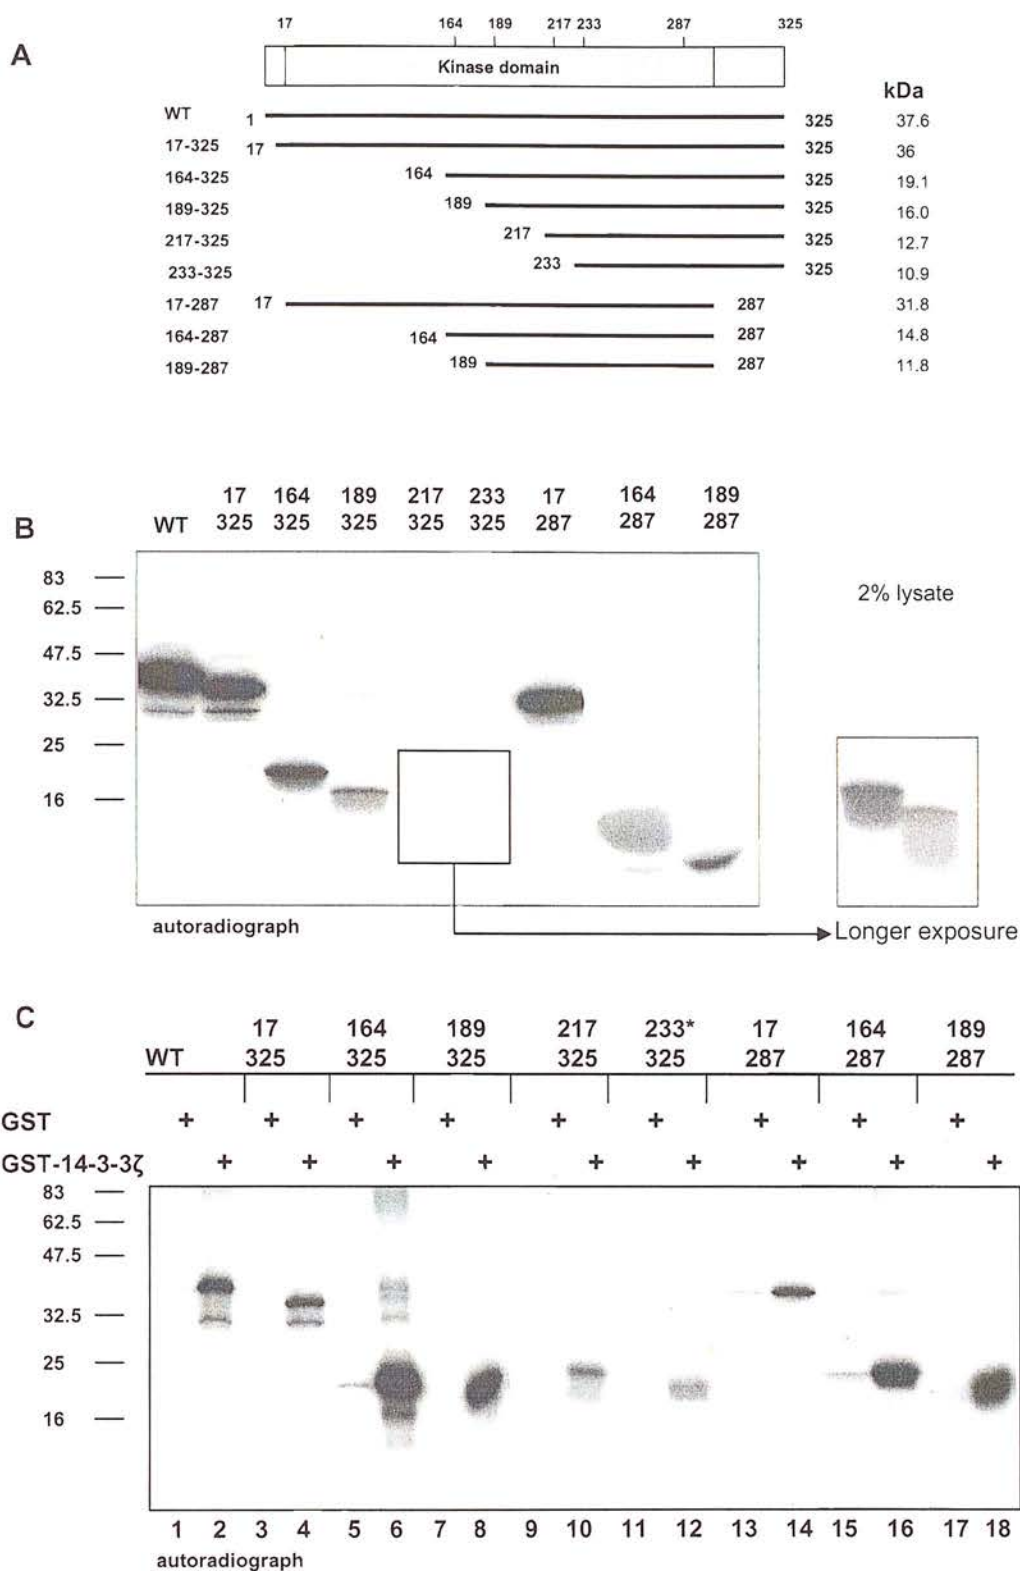 A
17 164 189 217 233 287 325
Kinase domain
kDa
WT 1 325 37.6
17-325 17 325 36
164-325 164 325 19.1
189-325 189 325 16.0
217-325 217 325 12.7
233-325 233 325 10.9
17-287 17 287 31.8
164-287 164 287 14.8
189-287 189 287 11.8
B
17 164 189 217 233 17 164 189
WT 325 325 325 325 325 287 287 287
83
62.5
47.5
32.5
25
16
2% lysate
autoradiograph
Longer exposure
C
17 164 189 217 233* 17 164 189
WT 325 325 325 325 325 287 287 287
GST + + + + + + + + +
GST-14-3-3ζ + + + + + + + + +
83
62.5
47.5
32.5
25
16
1 2 3 4 5 6 7 8 9 10 11 12 13 14 15 16 17 18
autoradiograph